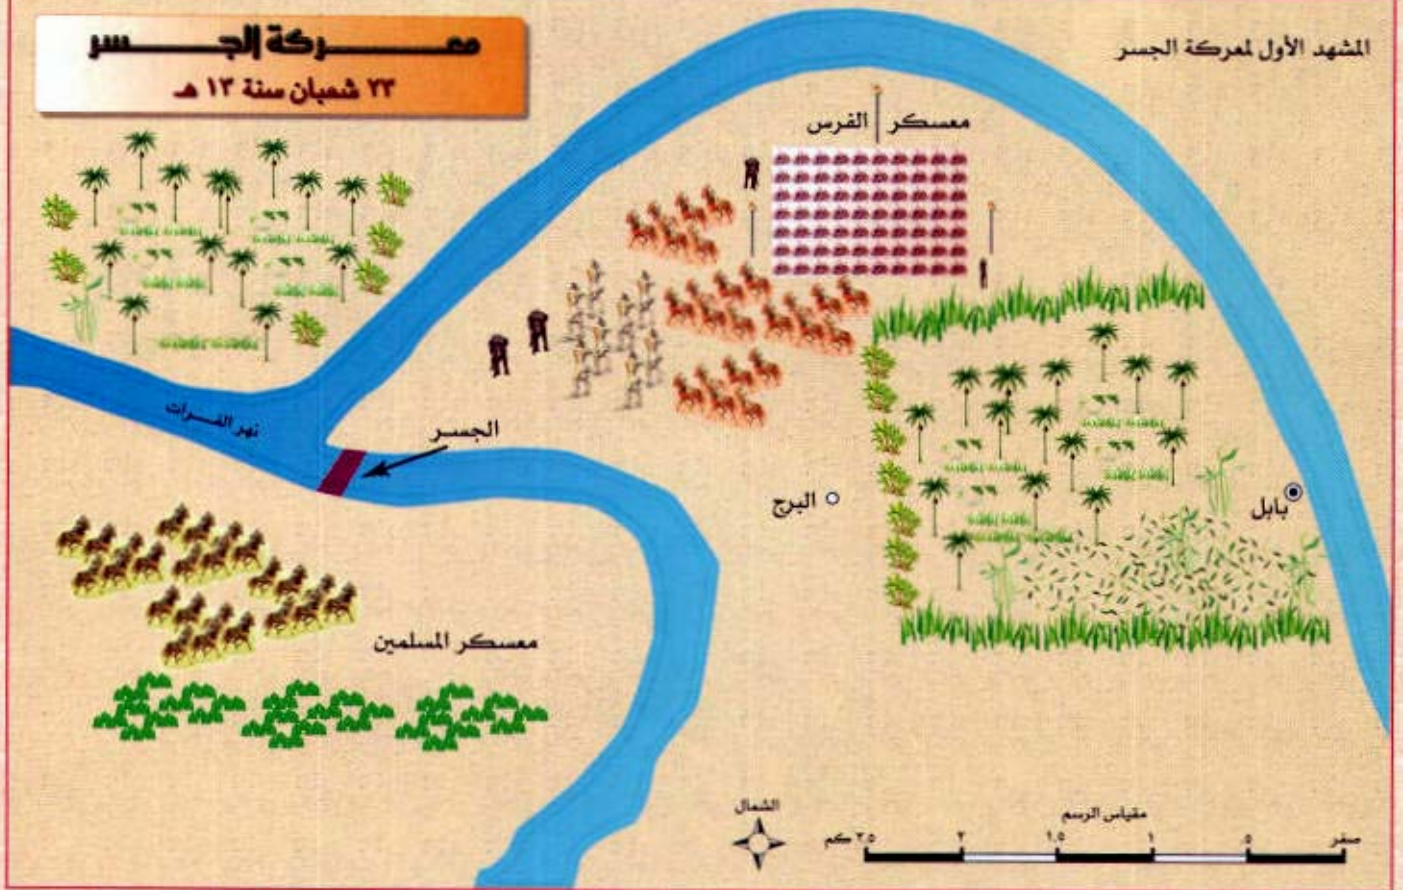 معركة الجسر
٢٣ شعبان سنة ١٣ هـ
المشهد الأول لمعركة الجسر
معسكر الفرس
نهر الفرات
الجسر
البرج
بابل
معسكر المسلمين
الشمال
مقياس الرسم
صفر ٥ ١ ١.٥ ٢ ٢.٥ كم